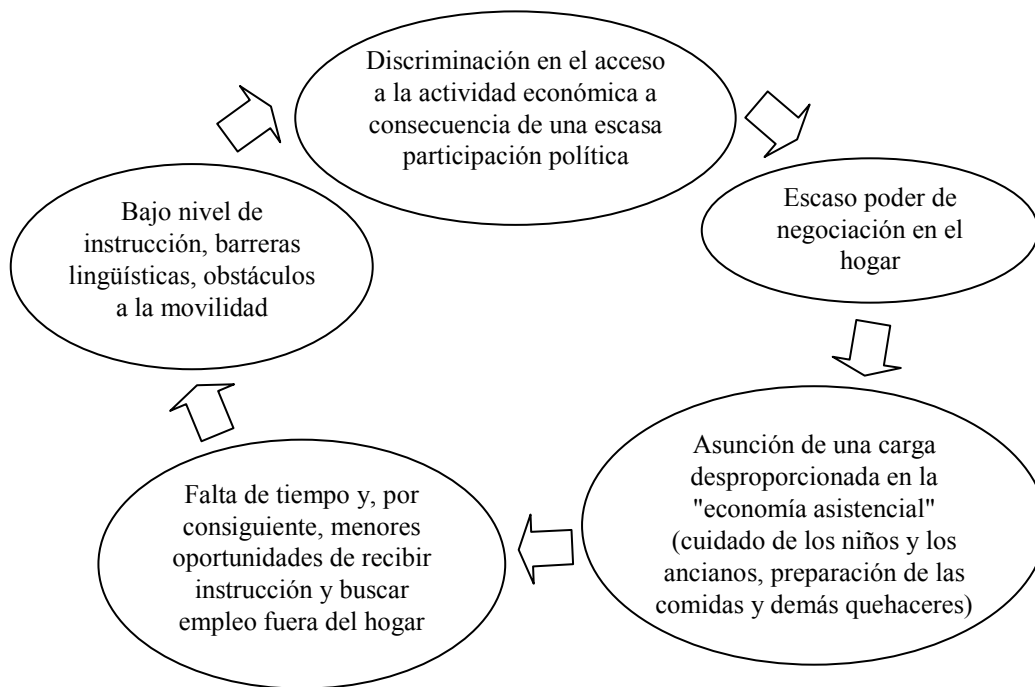 Discriminación en el acceso
a la actividad económica a
consecuencia de una escasa
participación política
Escaso poder de
negociación en el
hogar
Asunción de una carga
desproporcionada en la
"economía asistencial"
(cuidado de los niños y los
ancianos, preparación de las
comidas y demás quehaceres)
Falta de tiempo y, por
consiguiente, menores
oportunidades de recibir
instrucción y buscar
empleo fuera del hogar
Bajo nivel de
instrucción, barreras
lingüísticas, obstáculos
a la movilidad